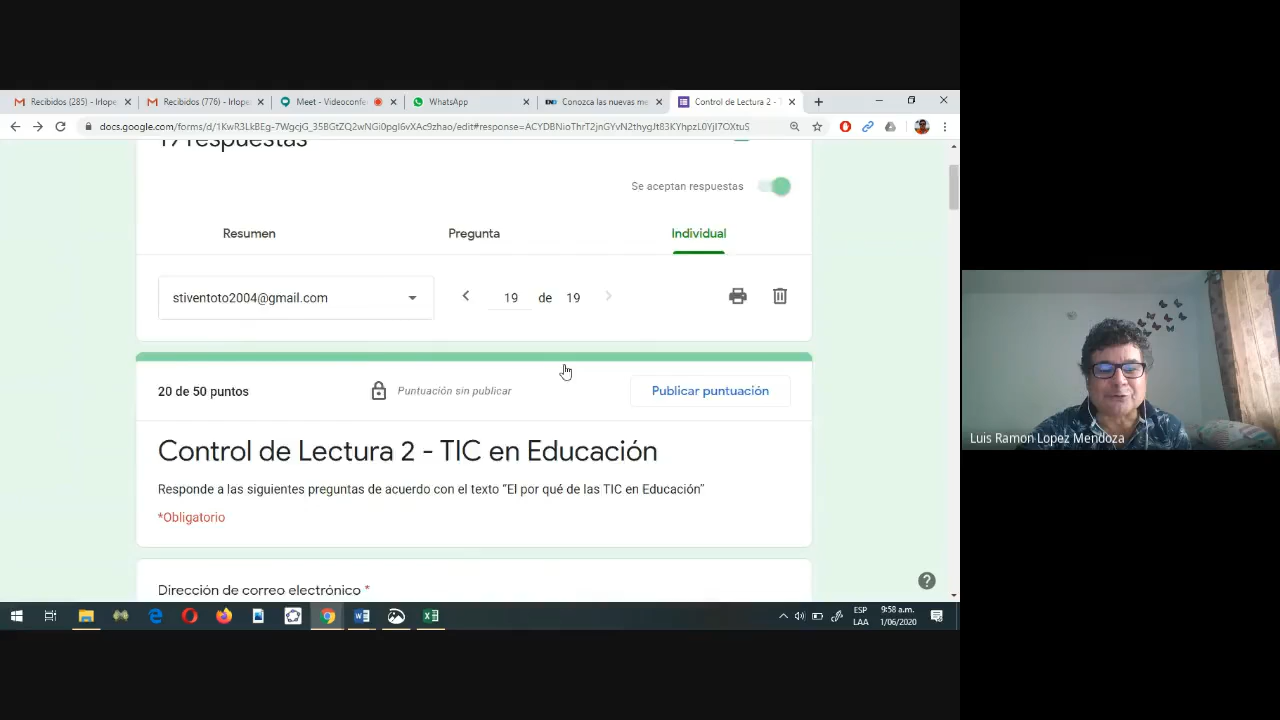 Recibidos (285) - lrlope
Recibidos (776) - lrlope
Meet - Videoconfe
WhatsApp
Conozca las nuevas me
Control de Lectura 2 - T
docs.google.com/forms/d/1KwR3LkBEg-7WgcjG_35BGtZQ2wNGi0pgI6vXAc9zhao/edit#response=ACYDBNioThrT2jnGYvN2thygJt83KYhpzL0YjI7OXtuS
respuestas
Se aceptan respuestas
Resumen
Pregunta
Individual
stiventoto2004@gmail.com
19 de 19
20 de 50 puntos
Puntuación sin publicar
Publicar puntuación
Control de Lectura 2 - TIC en Educación
Responde a las siguientes preguntas de acuerdo con el texto “El por qué de las TIC en Educación”
*Obligatorio
Dirección de correo electrónico *
Luis Ramon Lopez Mendoza
ESP
LAA
9:58 a.m.
1/06/2020